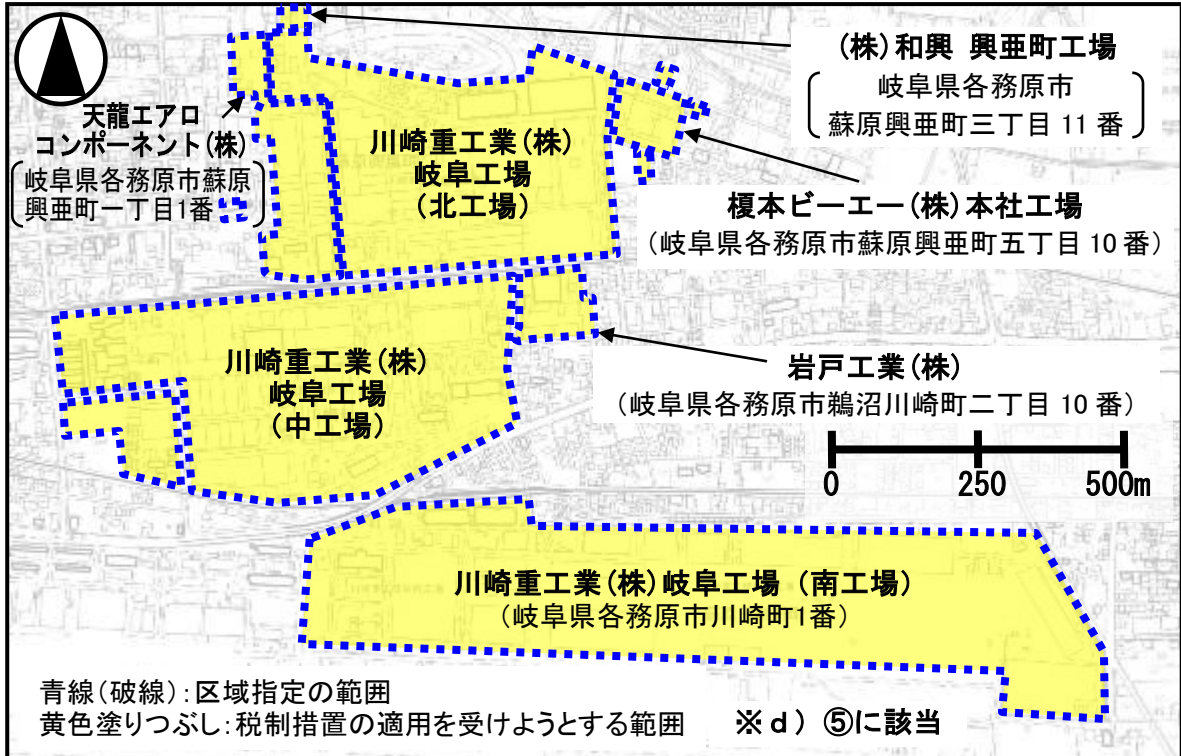 (株)和興 興亜町工場
岐阜県各務原市
蘇原興亜町三丁目 11 番
天龍エアロ
コンポーネント(株)
岐阜県各務原市蘇原
興亜町一丁目1番
川崎重工業(株)
岐阜工場
(北工場)
榎本ビーエー(株)本社工場
(岐阜県各務原市蘇原興亜町五丁目 10 番)
川崎重工業(株)
岐阜工場
(中工場)
岩戸工業(株)
(岐阜県各務原市鵜沼川崎町二丁目 10 番)
0 250 500m
川崎重工業(株)岐阜工場 (南工場)
(岐阜県各務原市川崎町1番)
青線(破線):区域指定の範囲
黄色塗りつぶし:税制措置の適用を受けようとする範囲 ※d) ⑤に該当